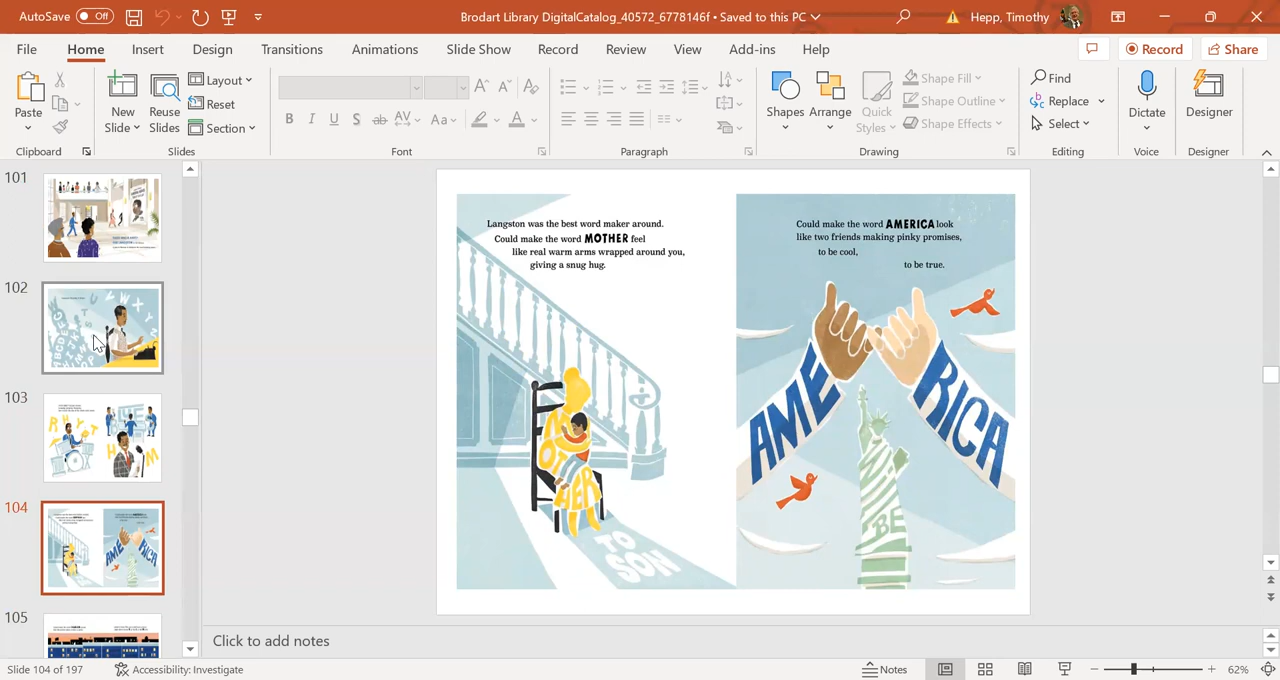 AutoSave Off
Brodart Library DigitalCatalog_40572_6778146f • Saved to this PC
Hepp, Timothy
File Home Insert Design Transitions Animations Slide Show Record Review View Add-ins Help
Record Share
Paste
New Slide
Reuse Slides
Layout
Reset
Section
Shapes
Arrange
Quick Styles
Shape Fill
Shape Outline
Shape Effects
Find
Replace
Select
Dictate
Designer
Clipboard Slides Font Paragraph Drawing Editing Voice Designer
101
102
103
104
105
Langston was the best word maker around.
Could make the word MOTHER feel
like real warm arms wrapped around you,
giving a snug hug.
TO
SON
Could make the word AMERICA look
like two friends making pinky promises,
to be cool,
to be true.
AME RICA
BE
Click to add notes
Slide 104 of 197 Accessibility: Investigate
Notes
62%